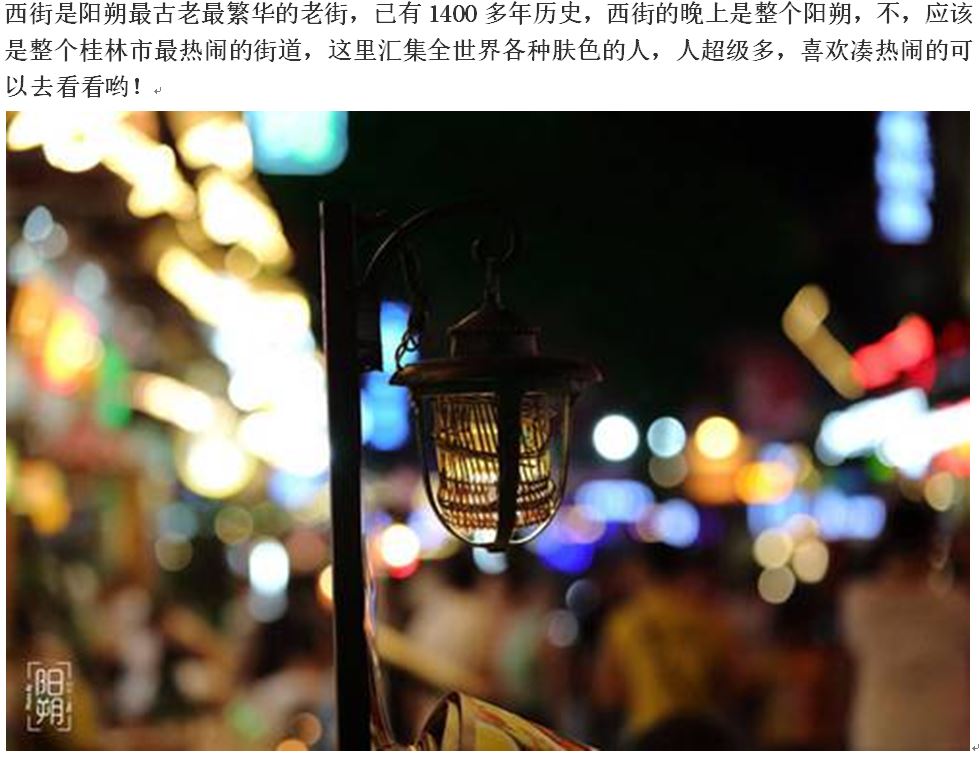 西街是阳朔最古老最繁华的老街，己有 1400 多年历史，西街的晚上是整个阳朔，不，应该
是整个桂林市最热闹的街道，这里汇集全世界各种肤色的人，人超级多，喜欢凑热闹的可
以去看看哟！
阳朔